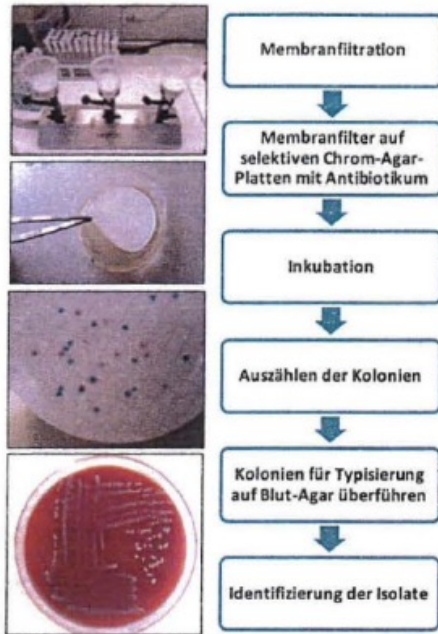 Membranfiltration
Membranfilter auf
selektiven Chrom-Agar-
Platten mit Antibiotikum
Inkubation
Auszählen der Kolonien
Kolonien für Typisierung
auf Blut-Agar überführen
Identifizierung der Isolate